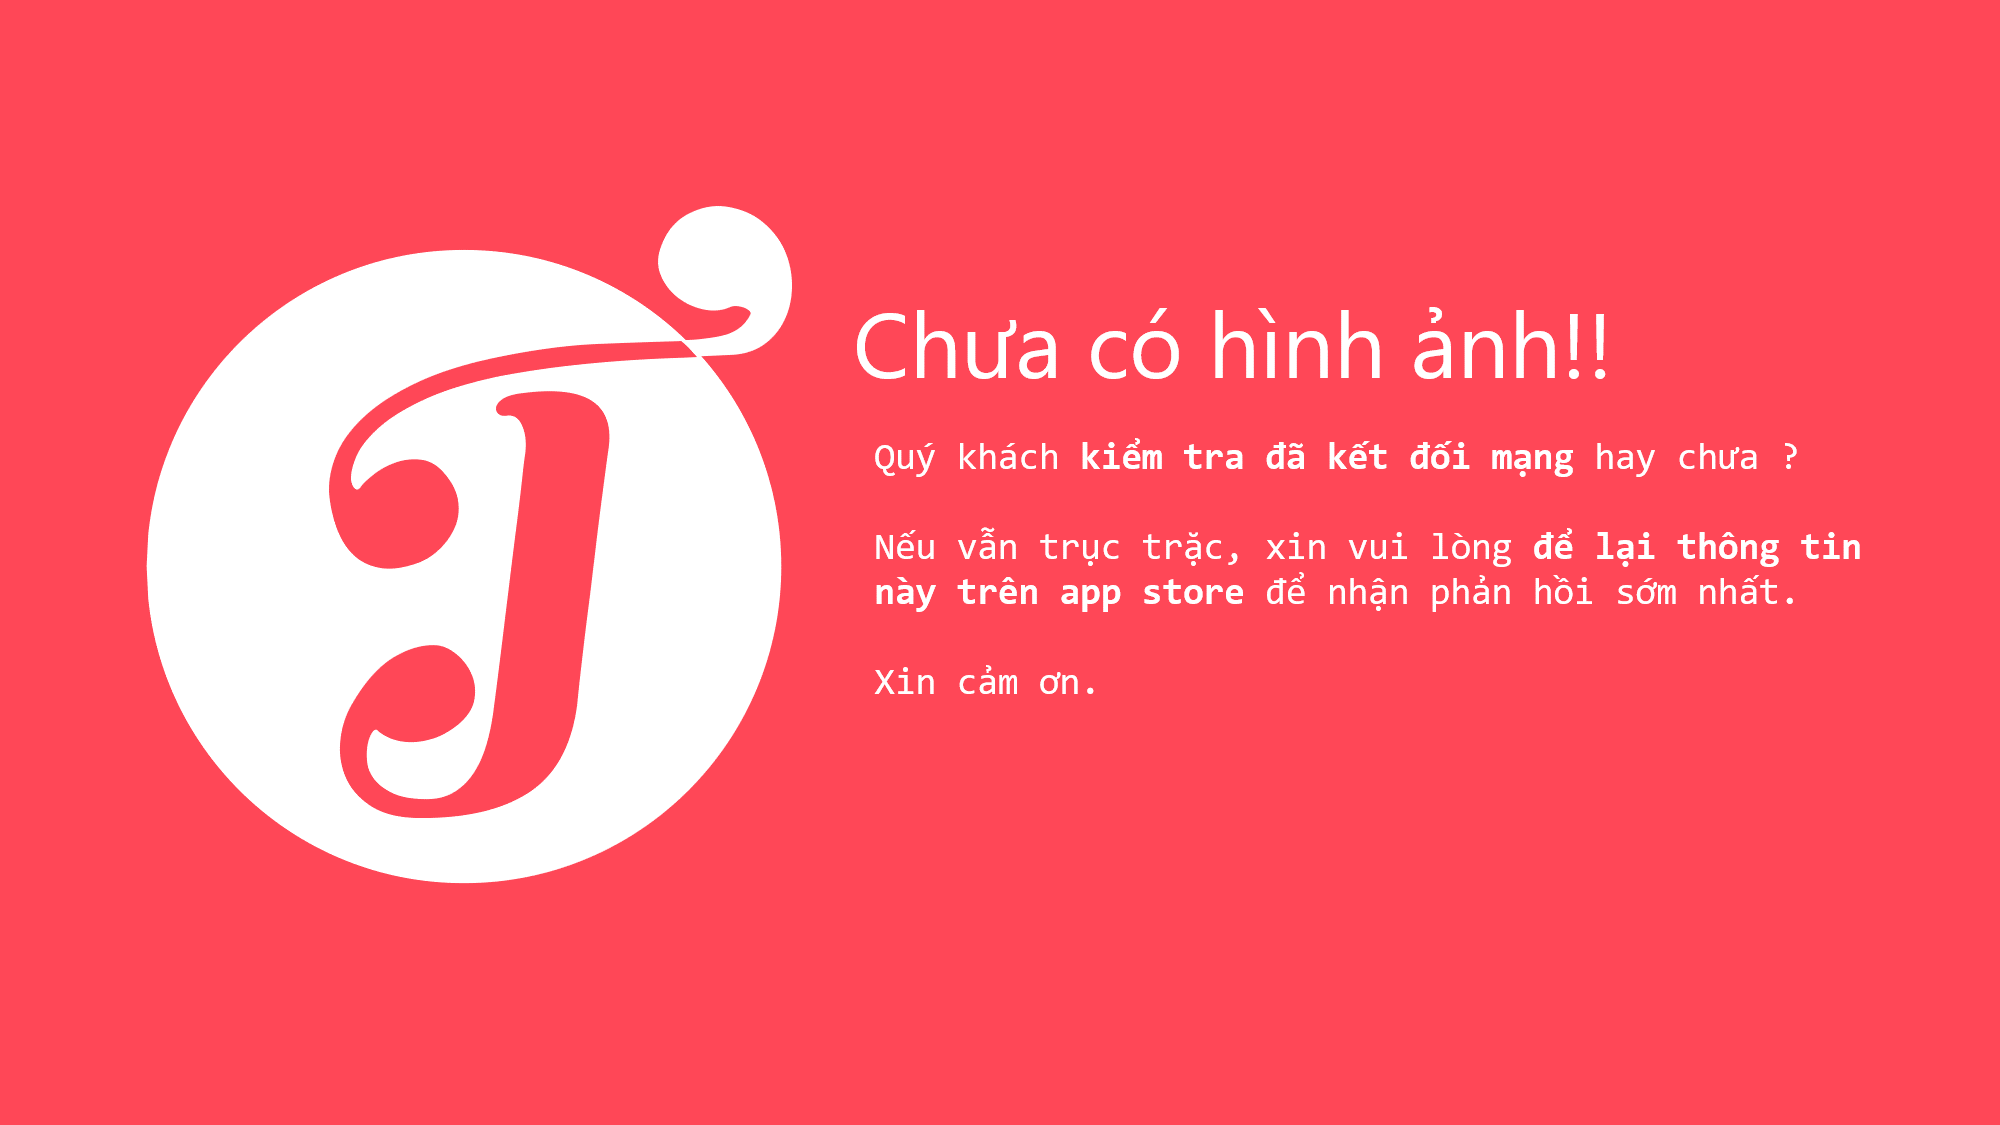 Chưa có hình ảnh!!
Quý khách kiểm tra đã kết đối mạng hay chưa ?
Nếu vẫn trục trặc, xin vui lòng để lại thông tin
này trên app store để nhận phản hồi sớm nhất.
Xin cảm ơn.